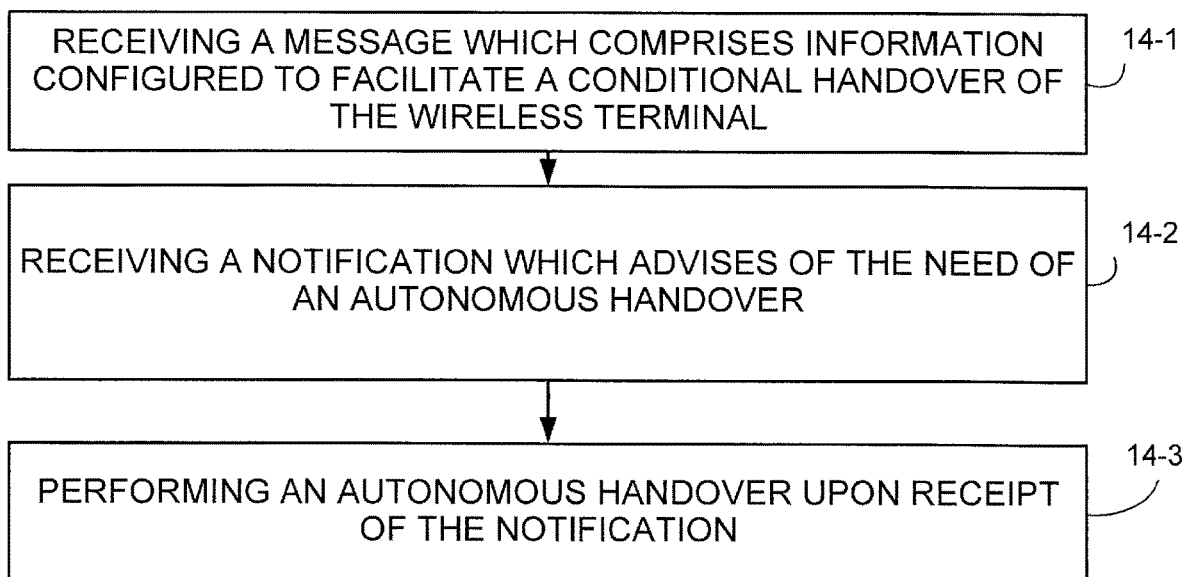 RECEIVING A MESSAGE WHICH COMPRISES INFORMATION
CONFIGURED TO FACILITATE A CONDITIONAL HANDOVER OF
THE WIRELESS TERMINAL
14-1
RECEIVING A NOTIFICATION WHICH ADVISES OF THE NEED OF
AN AUTONOMOUS HANDOVER
14-2
PERFORMING AN AUTONOMOUS HANDOVER UPON RECEIPT
OF THE NOTIFICATION
14-3